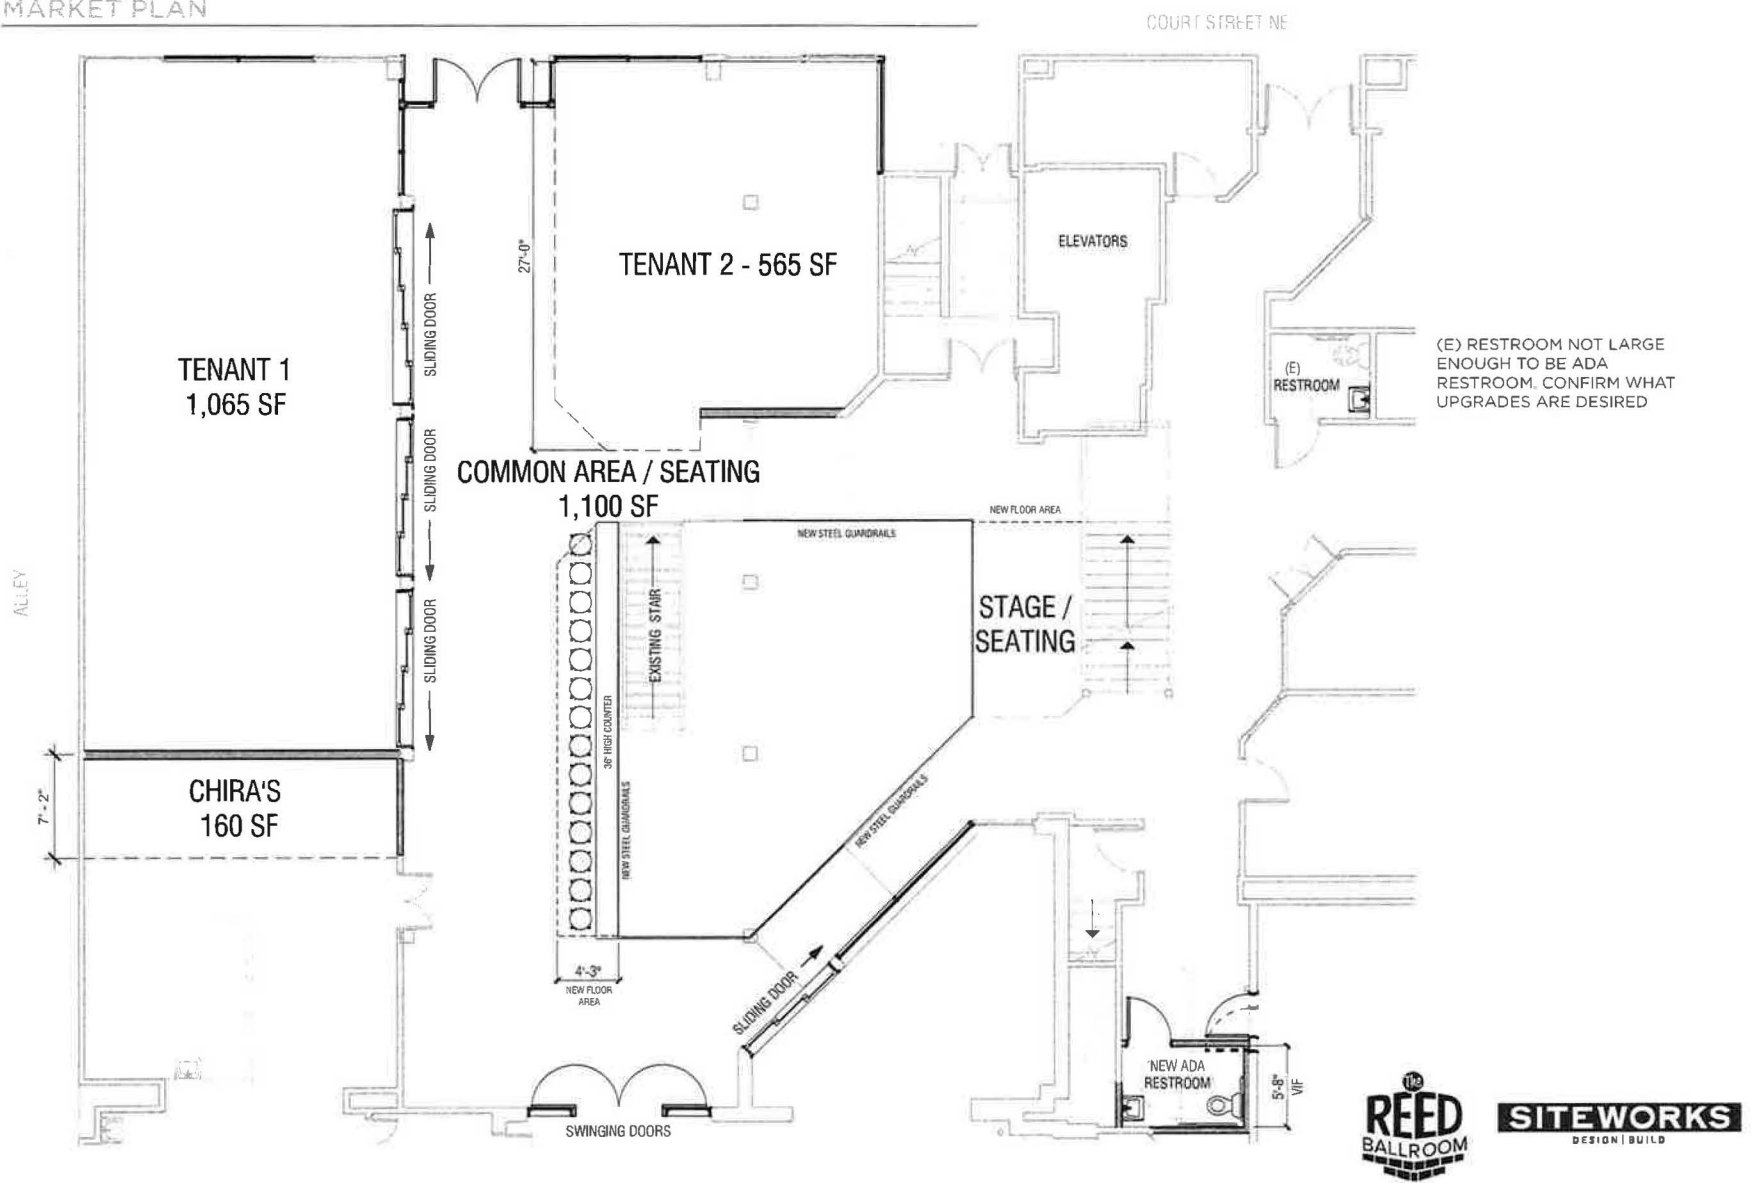 MARKET PLAN
COURT STREET NE
SLIDING DOOR
27'-0"
TENANT 2 - 565 SF
ELEVATORS
TENANT 1
1,065 SF
(E)
RESTROOM
(E) RESTROOM NOT LARGE
ENOUGH TO BE ADA
RESTROOM. CONFIRM WHAT
UPGRADES ARE DESIRED
SLIDING DOOR
COMMON AREA / SEATING
1,100 SF
NEW FLOOR AREA
NEW STEEL GUARDRAILS
ALLEY
EXISTING STAIR
STAGE /
SEATING
SLIDING DOOR
36" HIGH COUNTER
CHIRA'S
160 SF
7'-2"
NEW STEEL GUARDRAILS
NEW STEEL GUARDRAILS
4'-3"
NEW FLOOR
AREA
SLIDING DOOR
NEW ADA
RESTROOM
5'-8"
VIF
SWINGING DOORS
The
REED
BALLROOM
SITEWORKS
DESIGN | BUILD